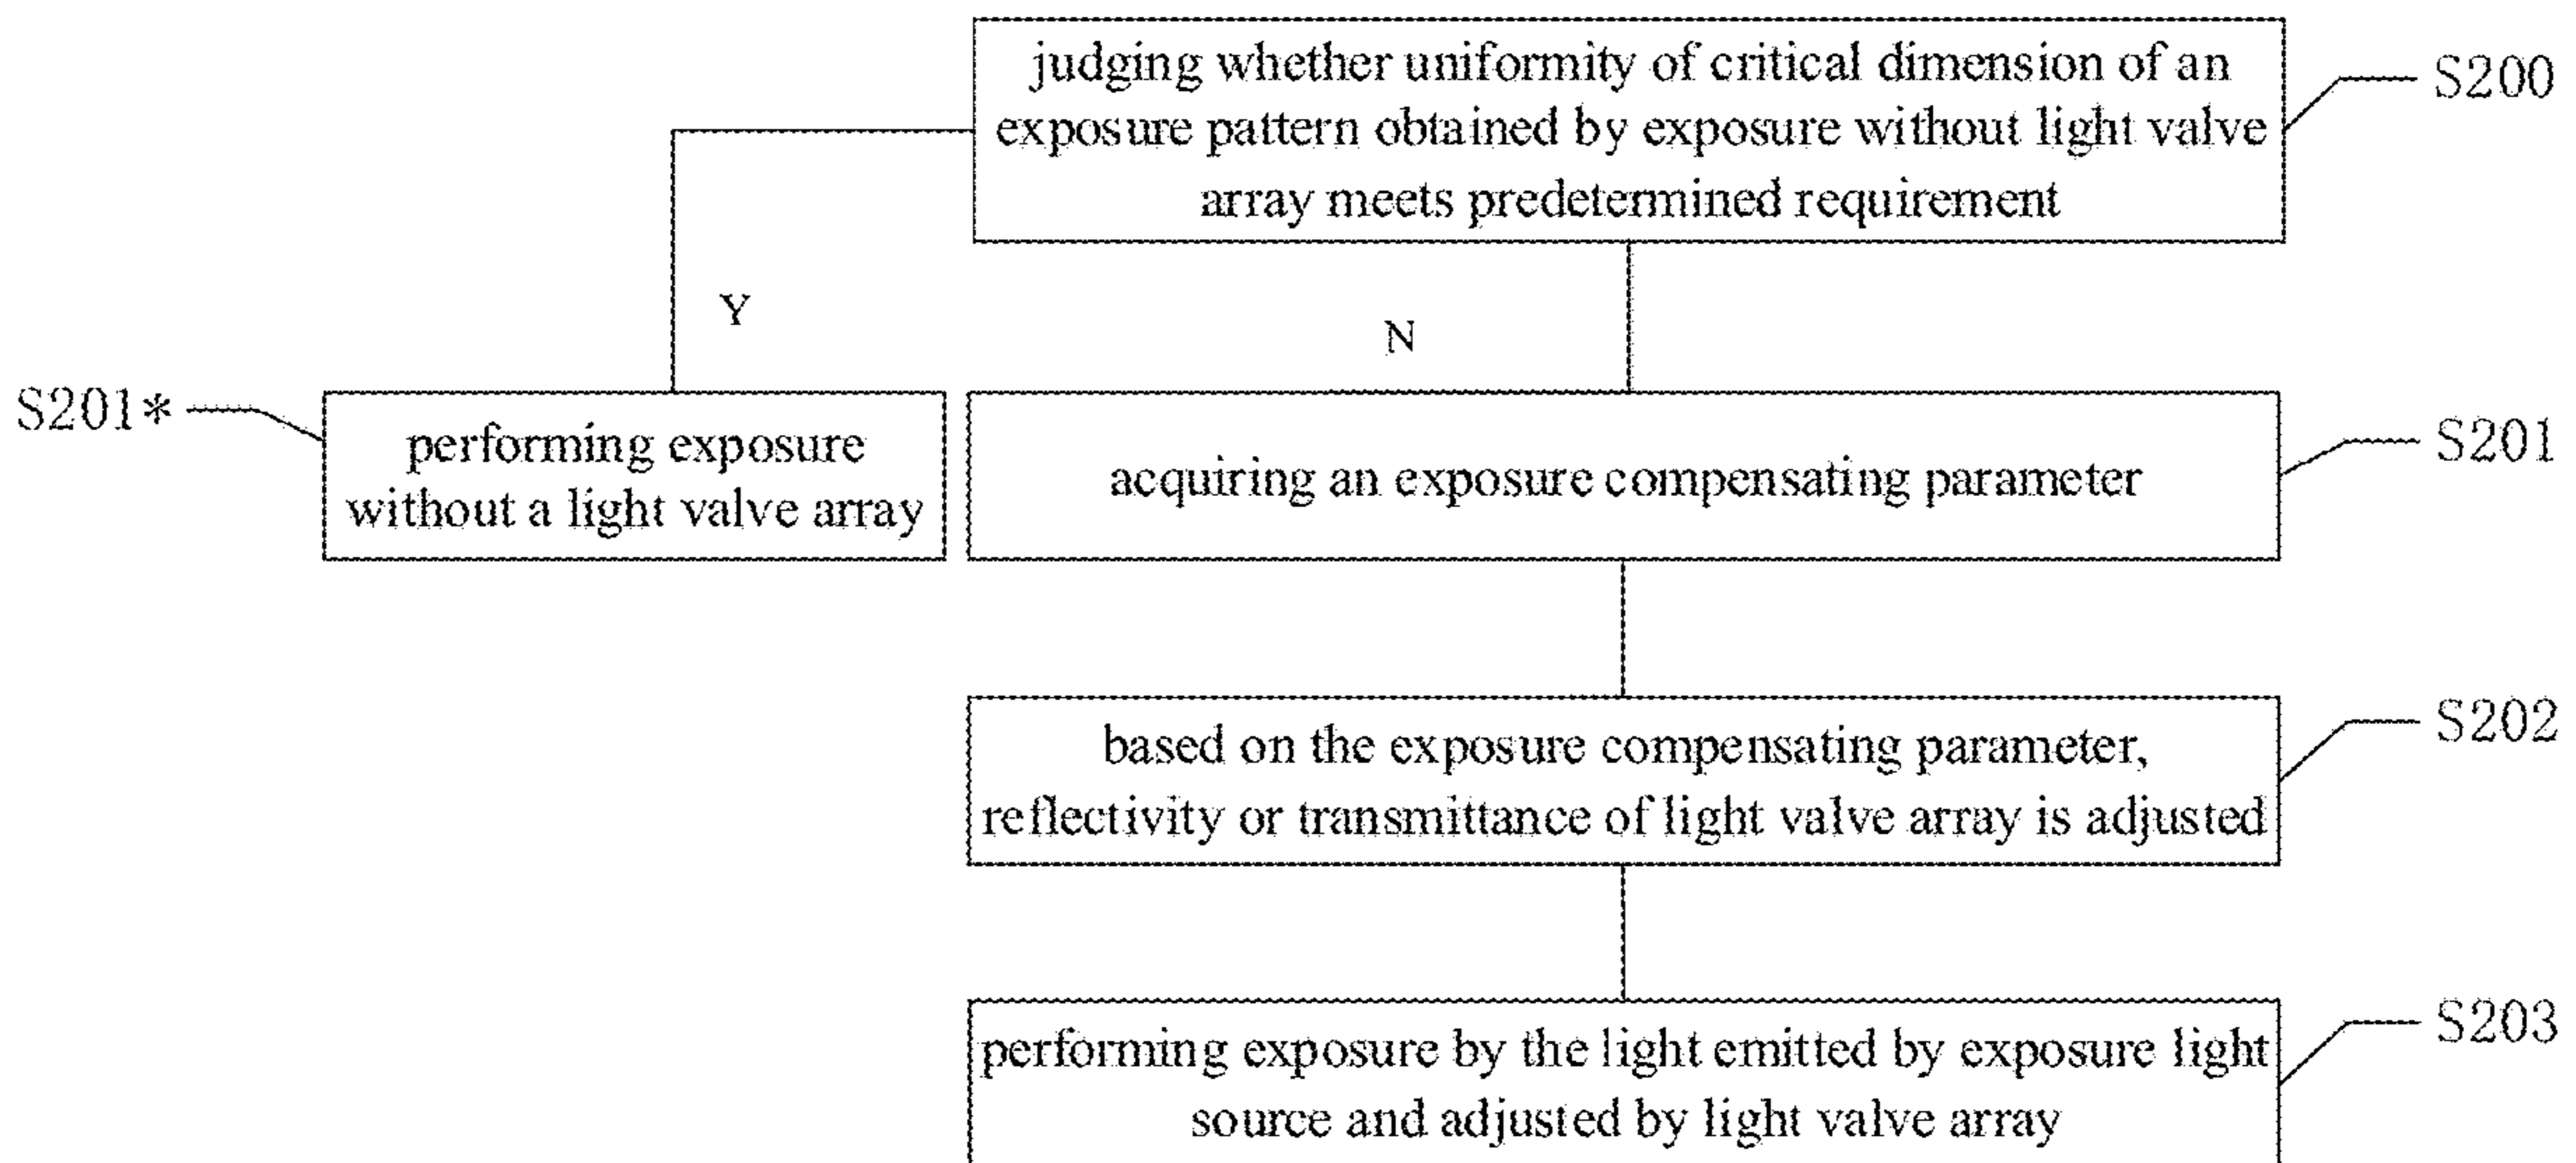 judging whether uniformity of critical dimension of an
exposure pattern obtained by exposure without light valve
array meets predetermined requirement
S200
Y
N
S201*
performing exposure
without a light valve array
acquiring an exposure compensating parameter
S201
based on the exposure compensating parameter,
reflectivity or transmittance of light valve array is adjusted
S202
performing exposure by the light emitted by exposure light
source and adjusted by light valve array
S203